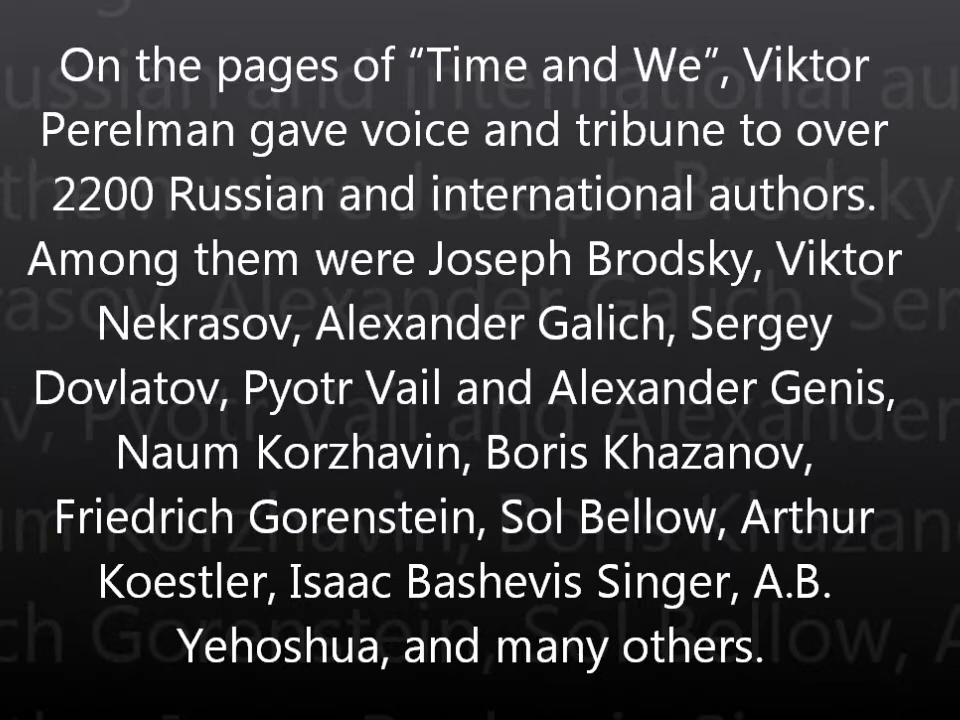 On the pages of “Time and We”, Viktor
Perelman gave voice and tribune to over
2200 Russian and international authors.
Among them were Joseph Brodsky, Viktor
Nekrasov, Alexander Galich, Sergey
Dovlatov, Pyotr Vail and Alexander Genis,
Naum Korzhavin, Boris Khazanov,
Friedrich Gorenstein, Sol Bellow, Arthur
Koestler, Isaac Bashevis Singer, A.B.
Yehoshua, and many others.